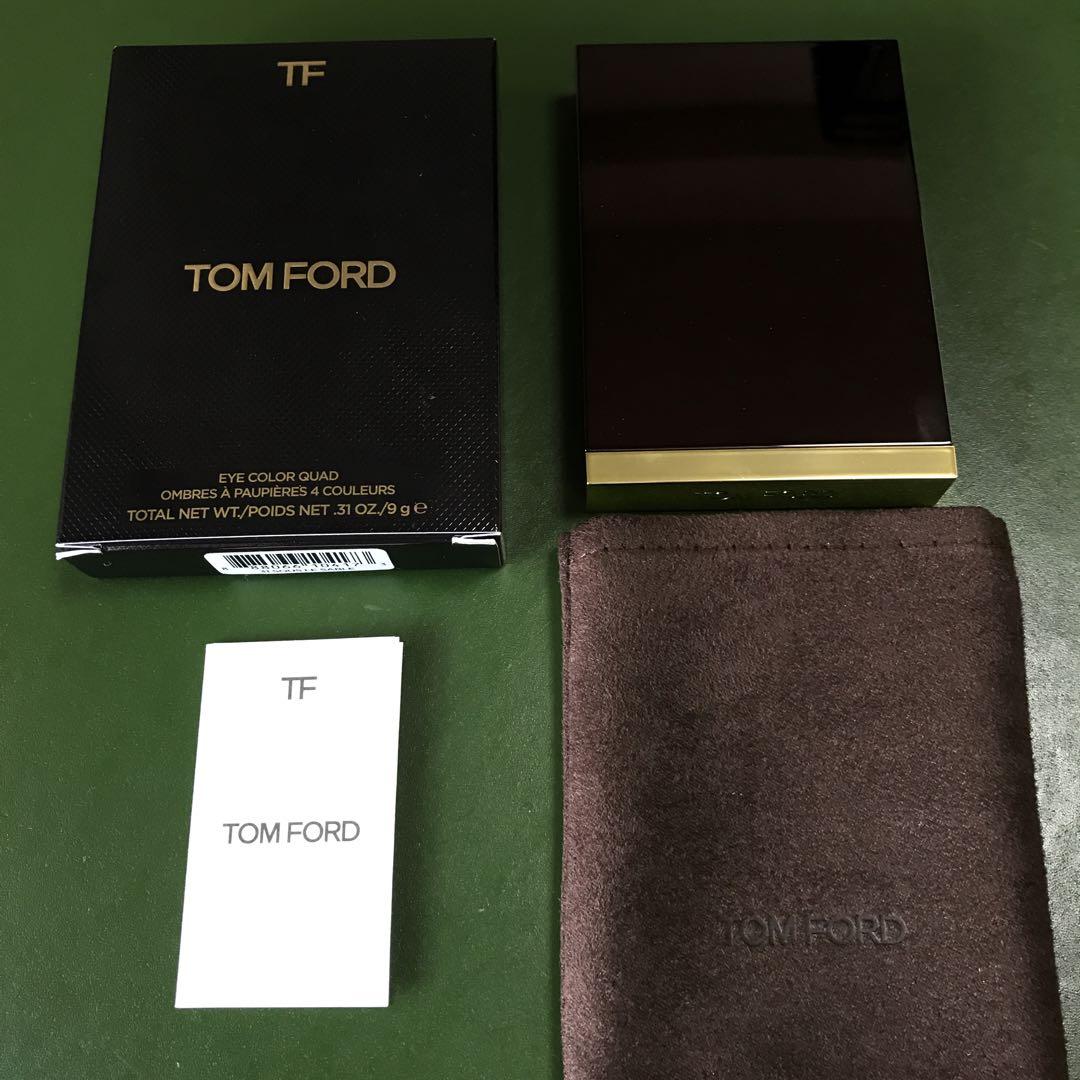 TF
TOM FORD
EYE COLOR QUAD
OMBRES À PAUPIÈRES 4 COULEURS
TOTAL NET WT./POIDS NET .31 OZ./9 g ℮
TF
TOM FORD
TOM FORD